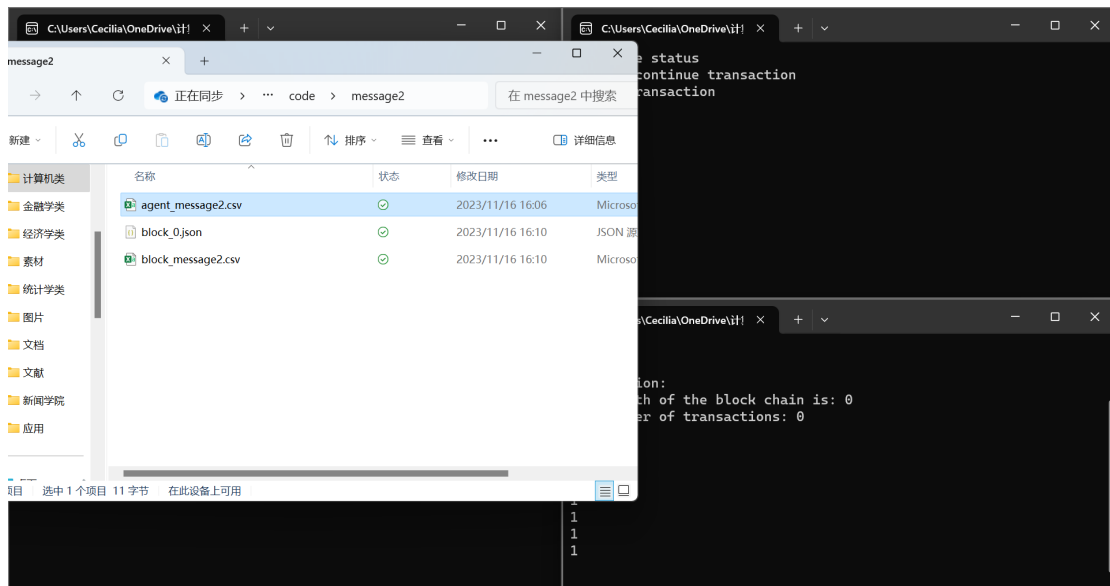 C:\Users\Cecilia\OneDrive\计!
C:\Users\Cecilia\OneDrive\计!
message2
正在同步 > ··· code > message2
在 message2 中搜索
新建
排序
查看
详细信息
名称
状态
修改日期
类型
计算机类
金融学类
经济学类
素材
统计学类
图片
文档
文献
新闻学院
应用
agent_message2.csv 2023/11/16 16:06 Microso
block_0.json 2023/11/16 16:10 JSON 源
block_message2.csv 2023/11/16 16:10 Microso
项目 选中 1 个项目 11 字节 在此设备上可用
e status
continue transaction
ransaction
s\Cecilia\OneDrive\计!
ion:
th of the block chain is: 0
er of transactions: 0
1
1
1
1